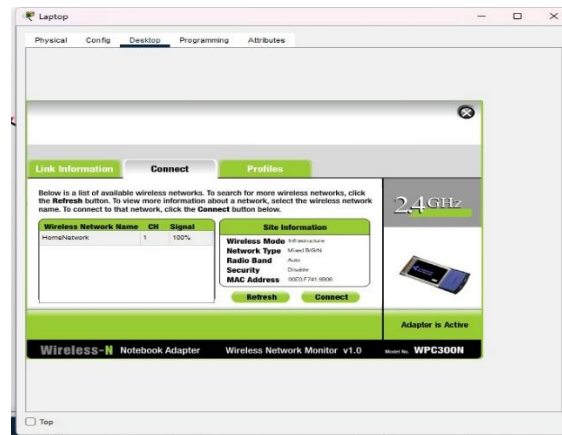 Laptop
Physical Config Desktop Programming Attributes
Link Information Connect Profiles
Below is a list of available wireless networks. To search for more wireless networks, click
the Refresh button. To view more information about a network, select the wireless network
name. To connect to that network, click the Connect button below.
2,4GHz
Wireless Network Name CH Signal
HomeNetwork 1 100%
Site Information
Wireless Mode Infrastructure
Network Type Mixed B/G/N
Radio Band Auto
Security Disable
MAC Address 00E0.F741.9B06
Refresh Connect
Adapter is Active
Wireless-N Notebook Adapter Wireless Network Monitor v1.0 Model No. WPC300N
Top